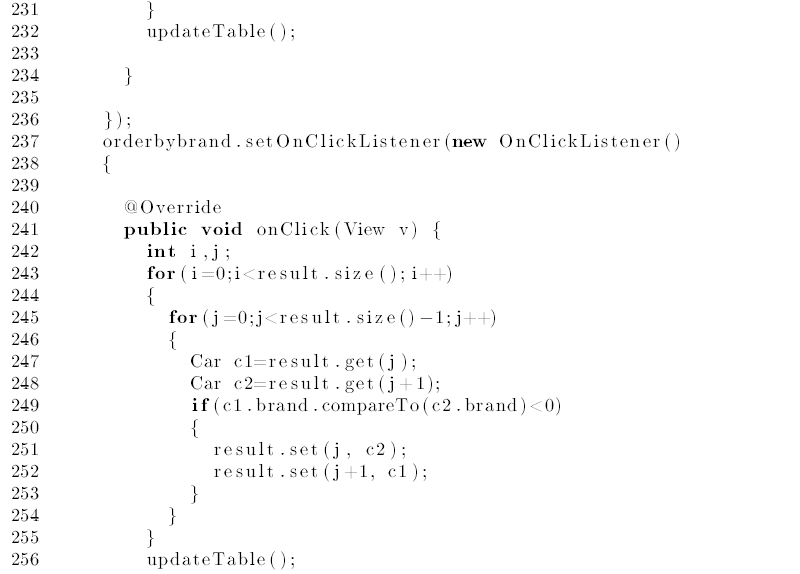 231 }
232 updateTable();
233
234 }
235
236 });
237 orderbybrand.setOnClickListener(new OnClickListener()
238 {
239
240 @Override
241 public void onClick(View v) {
242 int i,j;
243 for(i=0;i<result.size();i++)
244 {
245 for(j=0;j<result.size()-1;j++)
246 {
247 Car c1=result.get(j);
248 Car c2=result.get(j+1);
249 if(c1.brand.compareTo(c2.brand)<0)
250 {
251 result.set(j, c2);
252 result.set(j+1, c1);
253 }
254 }
255 }
256 updateTable();